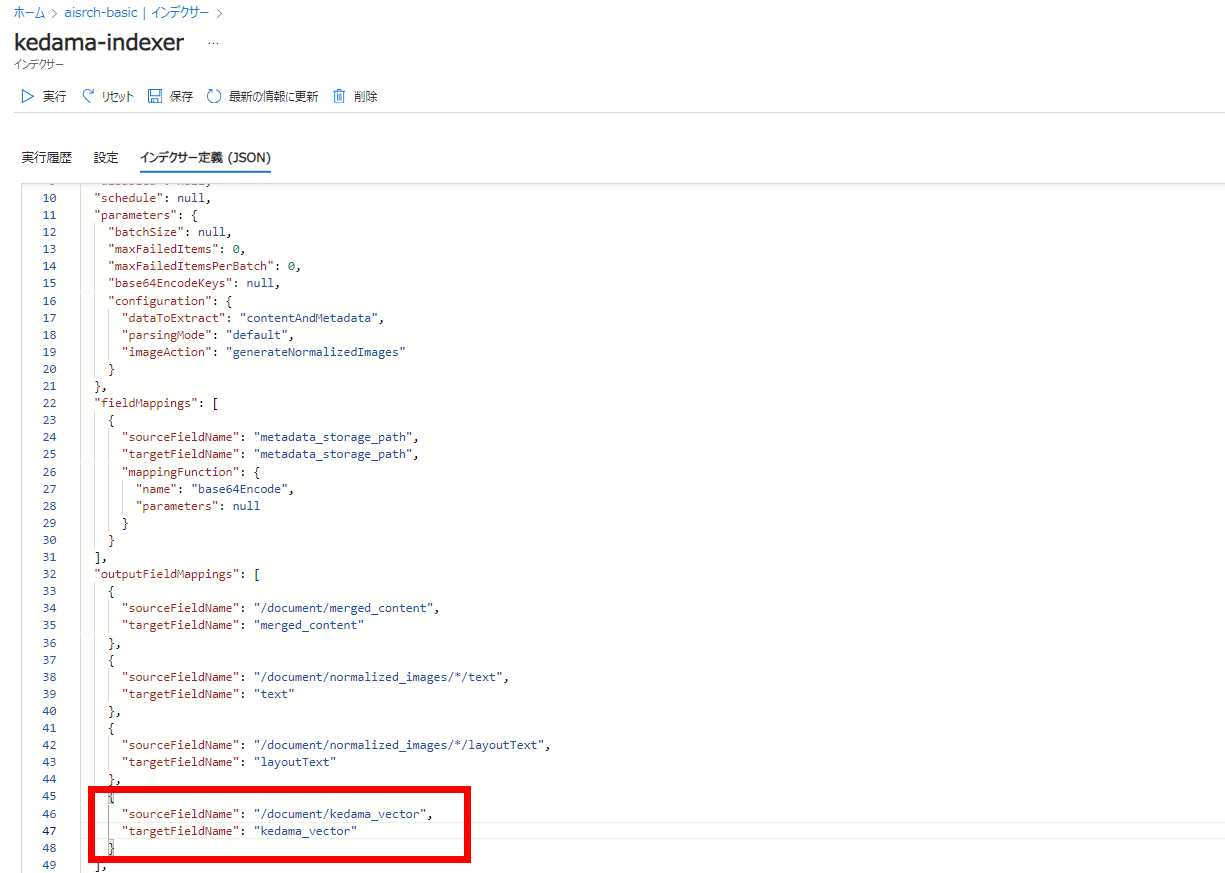 ホーム > aisrch-basic | インデクサー >
kedama-indexer ...
インデクサー
実行 リセット 保存 最新の情報に更新 削除
実行履歴 設定 インデクサー定義 (JSON)
10 "schedule": null,
11 "parameters": {
12 "batchSize": null,
13 "maxFailedItems": 0,
14 "maxFailedItemsPerBatch": 0,
15 "base64EncodeKeys": null,
16 "configuration": {
17 "dataToExtract": "contentAndMetadata",
18 "parsingMode": "default",
19 "imageAction": "generateNormalizedImages"
20 }
21 },
22 "fieldMappings": [
23 {
24 "sourceFieldName": "metadata_storage_path",
25 "targetFieldName": "metadata_storage_path",
26 "mappingFunction": {
27 "name": "base64Encode",
28 "parameters": null
29 }
30 }
31 ],
32 "outputFieldMappings": [
33 {
34 "sourceFieldName": "/document/merged_content",
35 "targetFieldName": "merged_content"
36 },
37 {
38 "sourceFieldName": "/document/normalized_images/*/text",
39 "targetFieldName": "text"
40 },
41 {
42 "sourceFieldName": "/document/normalized_images/*/layoutText",
43 "targetFieldName": "layoutText"
44 },
45 {
46 "sourceFieldName": "/document/kedama_vector",
47 "targetFieldName": "kedama_vector"
48 }
49 ],